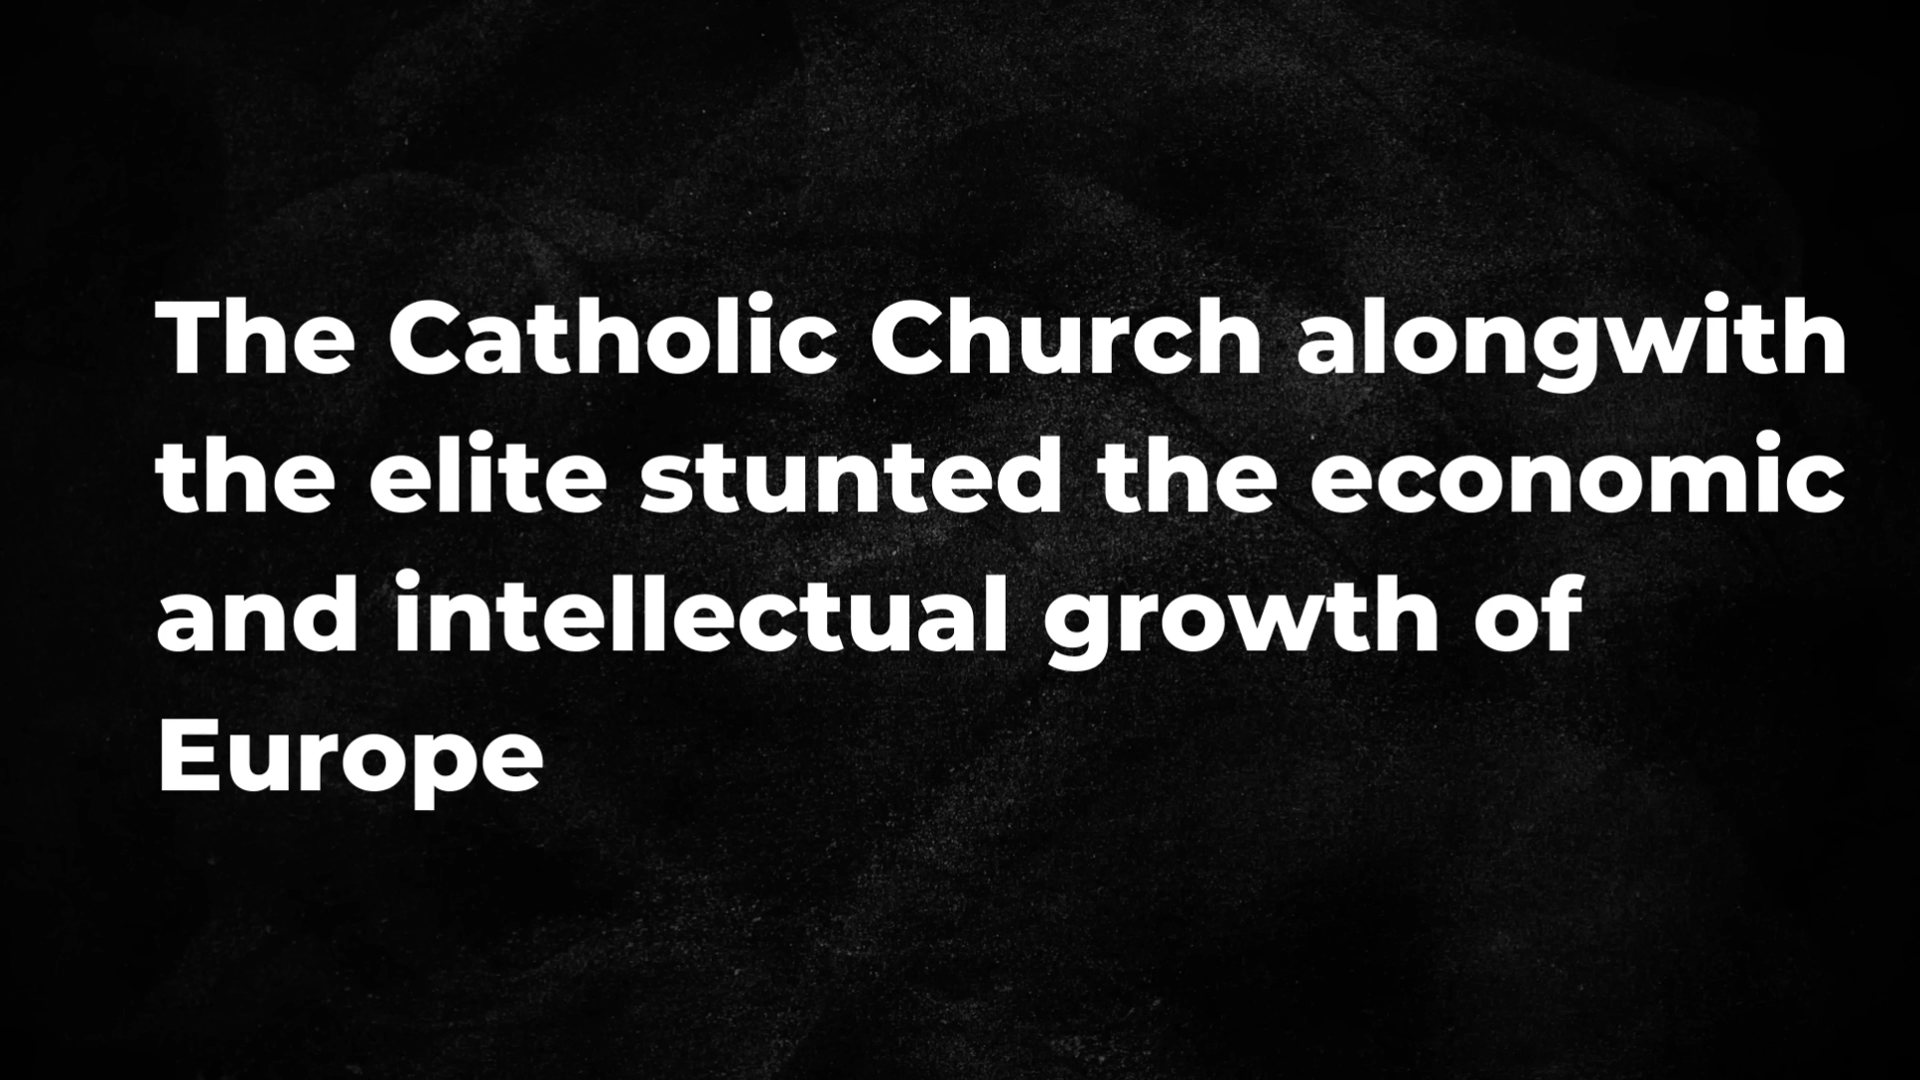 The Catholic Church alongwith
the elite stunted the economic
and intellectual growth of
Europe